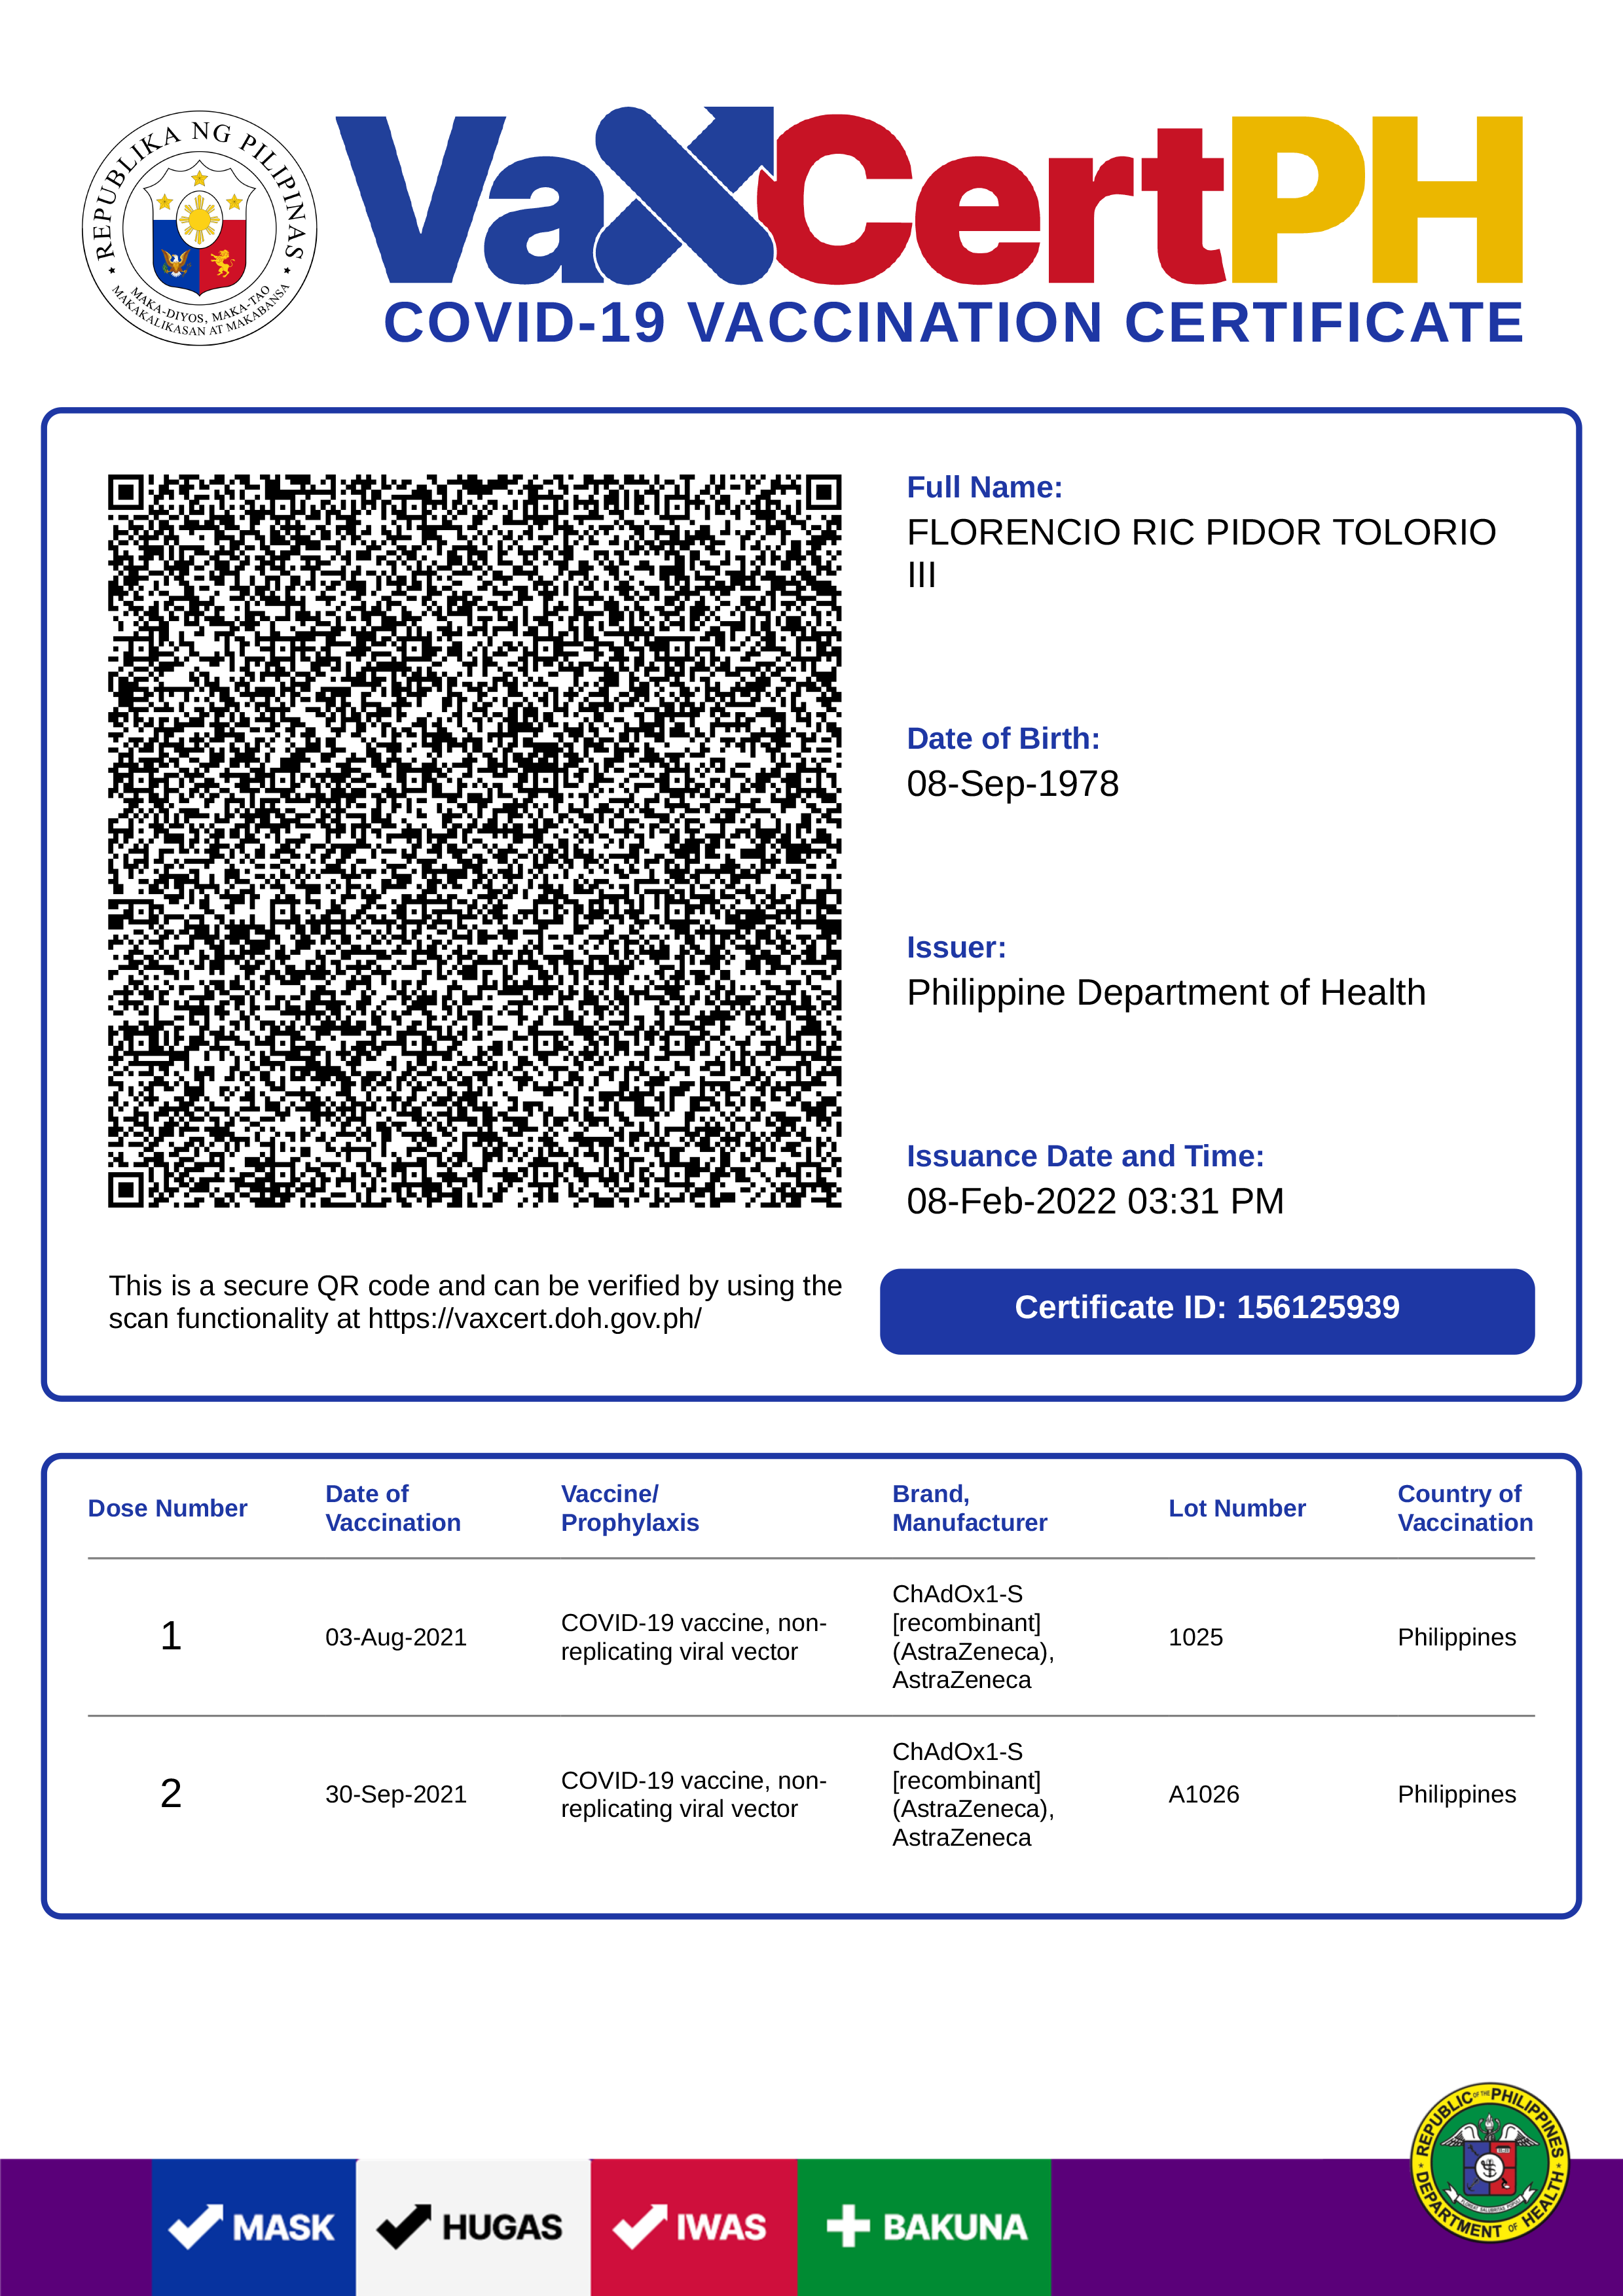 REPUBLIKA NG PILIPINAS
MAKA-DIYOS, MAKA-TAO
MAKAKALIKASAN AT MAKABANSA
VaxCertPH
COVID-19 VACCINATION CERTIFICATE
Full Name:
FLORENCIO RIC PIDOR TOLORIO
III
Date of Birth:
08-Sep-1978
Issuer:
Philippine Department of Health
Issuance Date and Time:
08-Feb-2022 03:31 PM
This is a secure QR code and can be verified by using the
scan functionality at https://vaxcert.doh.gov.ph/
Certificate ID: 156125939
Dose Number
Date of
Vaccination
Vaccine/
Prophylaxis
Brand,
Manufacturer
Lot Number
Country of
Vaccination
1
03-Aug-2021
COVID-19 vaccine, non-
replicating viral vector
ChAdOx1-S
[recombinant]
(AstraZeneca),
AstraZeneca
1025
Philippines
2
30-Sep-2021
COVID-19 vaccine, non-
replicating viral vector
ChAdOx1-S
[recombinant]
(AstraZeneca),
AstraZeneca
A1026
Philippines
MASK
HUGAS
IWAS
BAKUNA
REPUBLIC OF THE PHILIPPINES
DEPARTMENT OF HEALTH